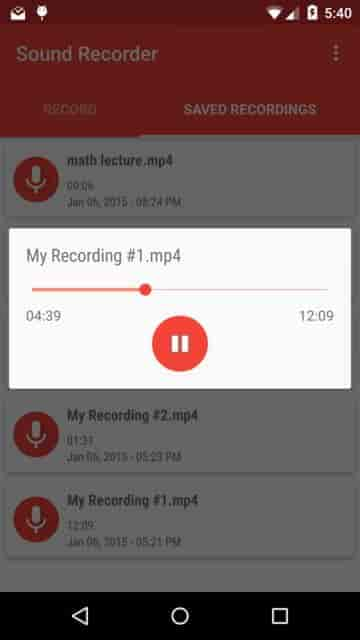 5:40
Sound Recorder
RECORD
SAVED RECORDINGS
math lecture.mp4
00:06
Jan 06, 2015 - 08:24 PM
My Recording #1.mp4
04:39
12:09
My Recording #2.mp4
01:31
Jan 06, 2015 - 05:23 PM
My Recording #1.mp4
12:09
Jan 06, 2015 - 05:21 PM